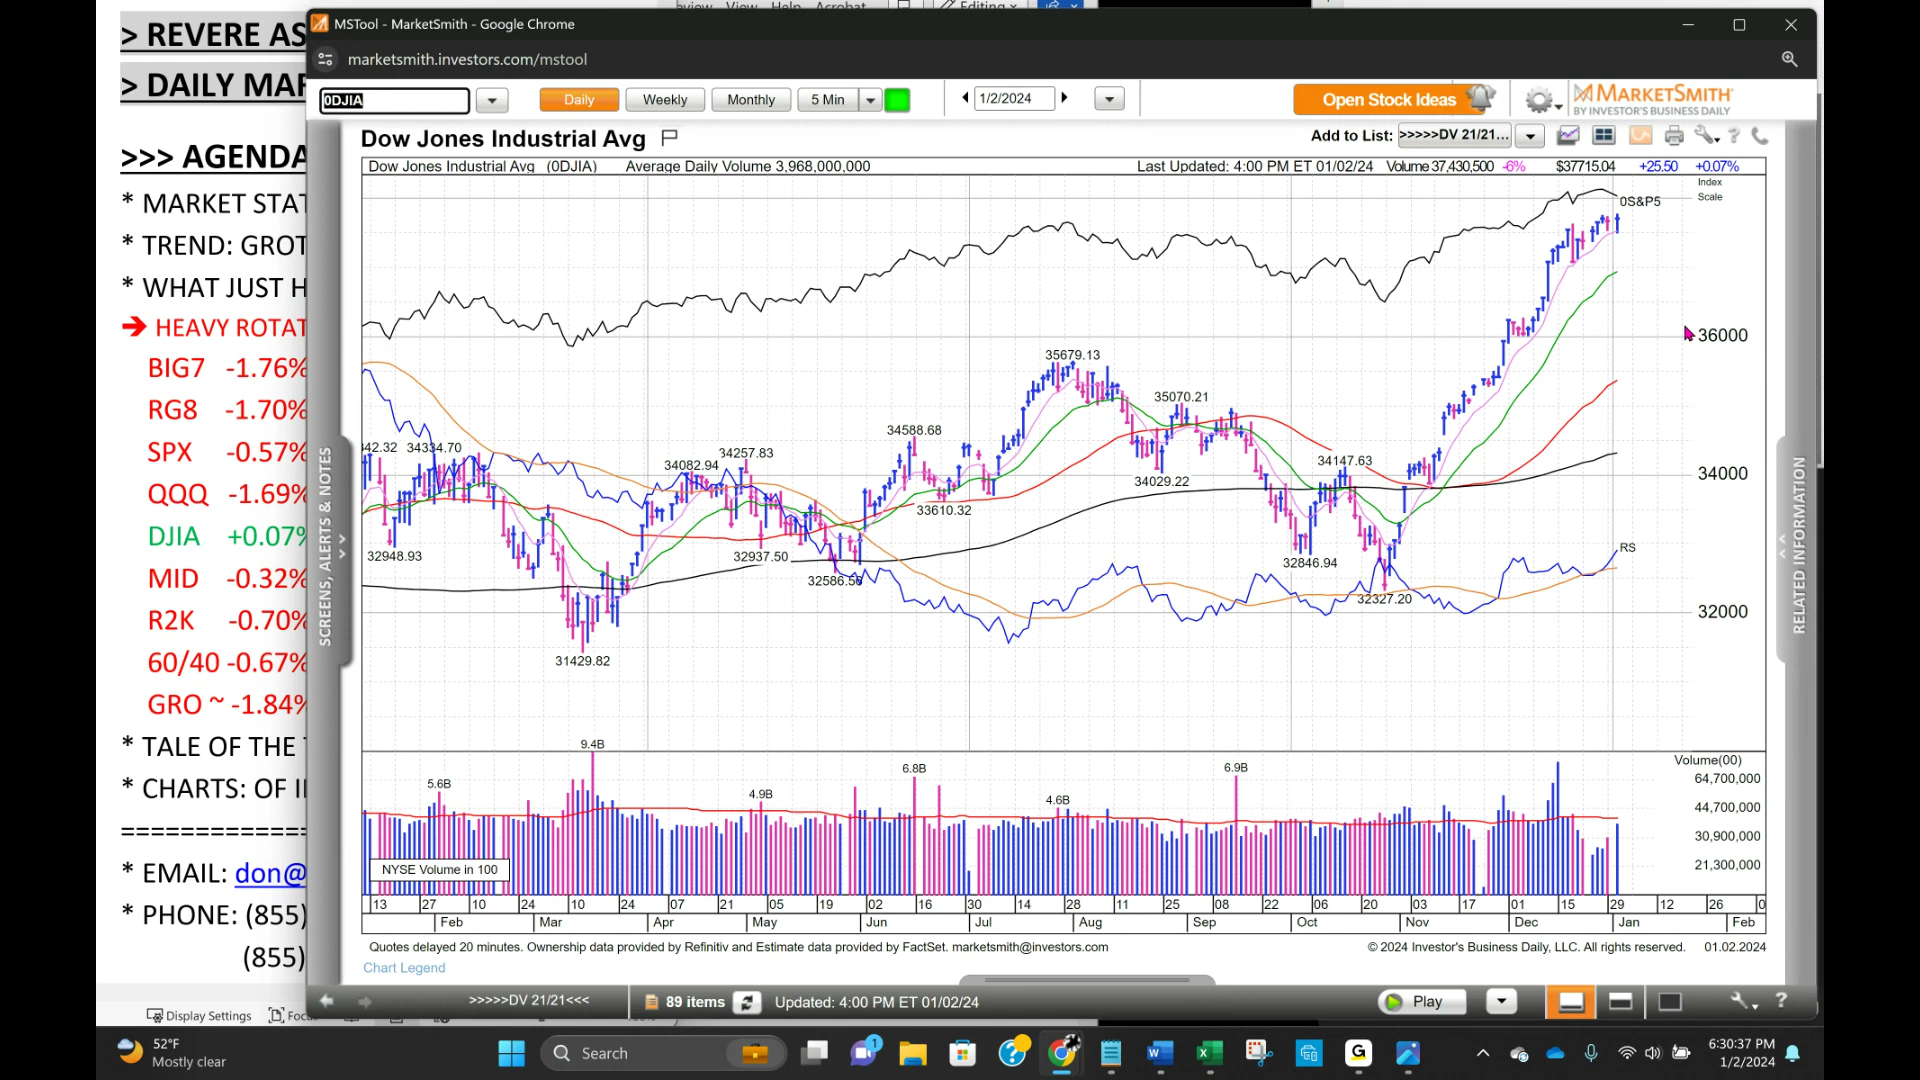 > REVERE AS
> DAILY MAR
>>> AGENDA
* MARKET STAT
* TREND: GROT
* WHAT JUST H
HEAVY ROTAT
BIG7 -1.76%
RG8 -1.70%
SPX -0.57%
QQQ -1.69%
DJIA +0.07%
MID -0.32%
R2K -0.70%
60/40 -0.67%
GRO ~ -1.84%
* TALE OF THE T
* CHARTS: OF I
==============
* EMAIL: don@
* PHONE: (855)
(855)
Display Settings
View Help Acrobat
Editing
MSTool - MarketSmith - Google Chrome
marketsmith.investors.com/mstool
0DJIA
Daily Weekly Monthly 5 Min
1/2/2024
Open Stock Ideas
MARKETSMITH
BY INVESTOR'S BUSINESS DAILY
Dow Jones Industrial Avg
Add to List: >>>>>DV 21/21... ?
Dow Jones Industrial Avg (0DJIA) Average Daily Volume 3,968,000,000
Last Updated: 4:00 PM ET 01/02/24 Volume 37,430,500 -6% $37715.04 +25.50 +0.07%
Index
Scale
0S&P5
36000
35679.13
35070.21
34588.68
34257.83
34082.94
342.32
34334.70
34147.63
34000
34029.22
33610.32
32948.93
32937.50
32586.56
32846.94
32327.20
RS
32000
31429.82
SCREENS, ALERTS & NOTES
RELATED INFORMATION
9.4B
5.6B
4.9B
6.8B
4.6B
6.9B
Volume(00)
64,700,000
44,700,000
30,900,000
21,300,000
NYSE Volume in 100
13 27 10 24 10 24 07 21 05 19 02 16 30 14 28 11 25 08 22 06 20 03 17 01 15 29 12 26 0
Feb Mar Apr May Jun Jul Aug Sep Oct Nov Dec Jan Feb
Quotes delayed 20 minutes. Ownership data provided by Refinitiv and Estimate data provided by FactSet. marketsmith@investors.com
© 2024 Investor's Business Daily, LLC. All rights reserved. 01.02.2024
Chart Legend
>>>>>DV 21/21<<<
89 items
Updated: 4:00 PM ET 01/02/24
Play
?
52°F
Mostly clear
Search
1
6:30:37 PM
1/2/2024